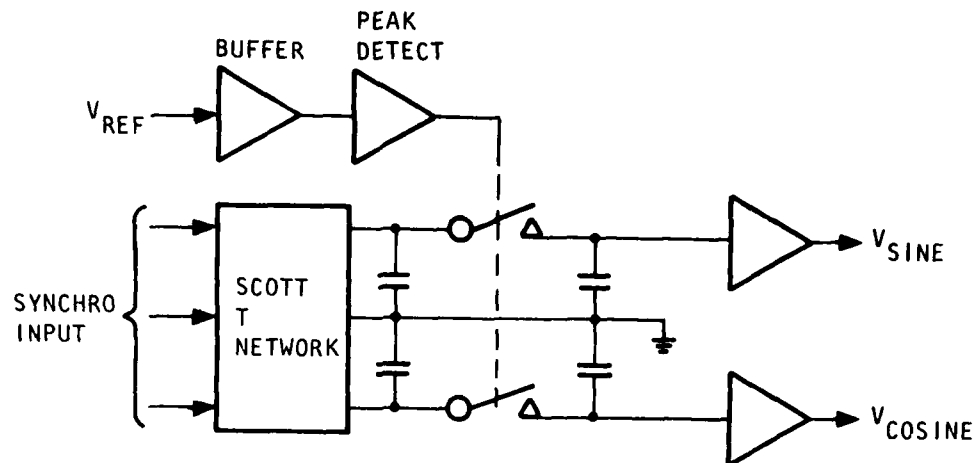 PEAK
DETECT
BUFFER
V_REF
SCOTT
T
NETWORK
SYNCHRO
INPUT
V_SINE
V_COSINE